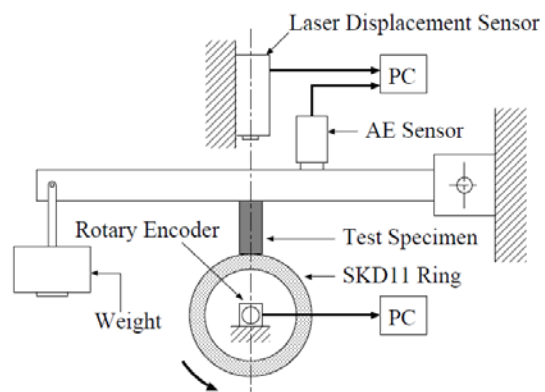 Laser Displacement Sensor
PC
AE Sensor
Rotary Encoder
Test Specimen
SKD11 Ring
Weight
PC